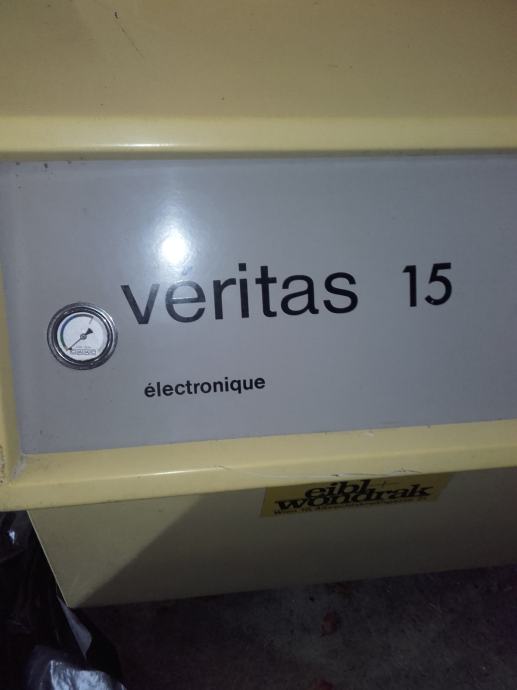 véritas 15
électronique
eibl+
wondrak